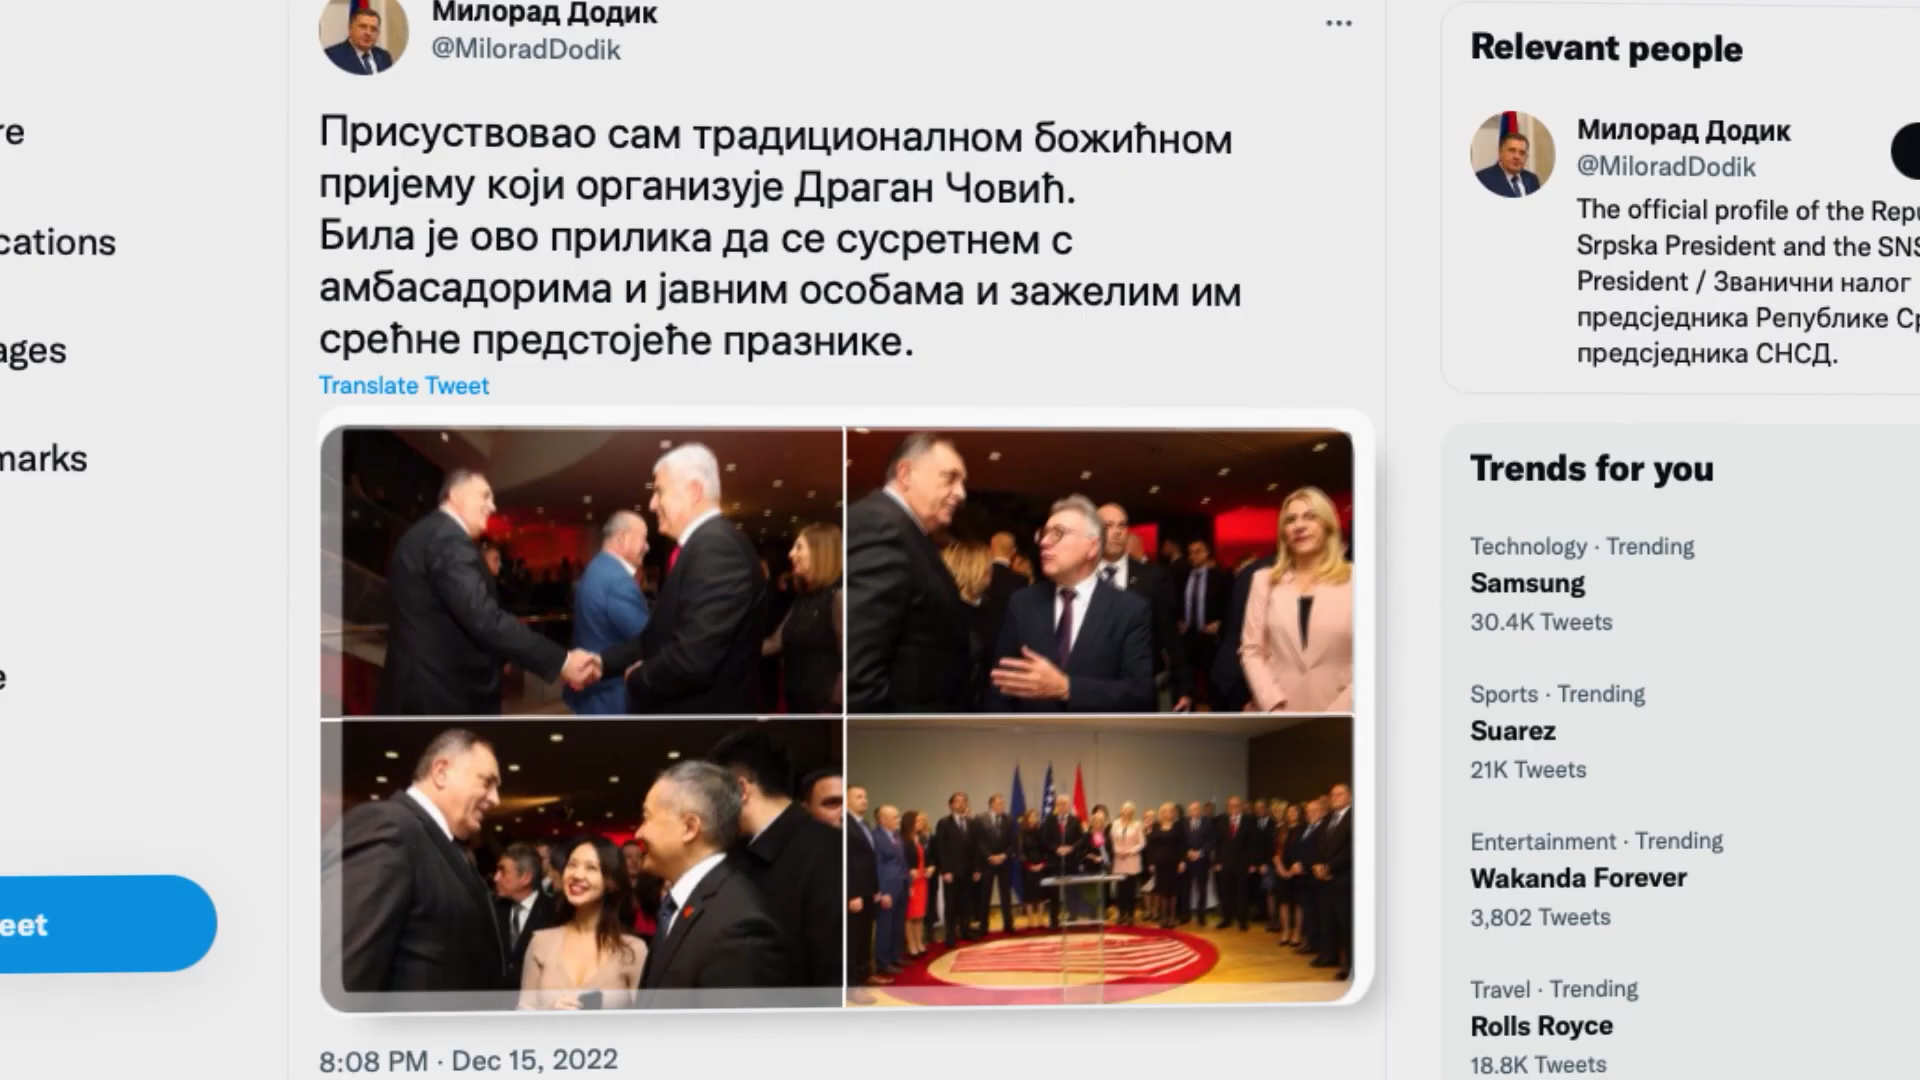 Милорад Додик
@MiloradDodik
Присуствовао сам традиционалном божићном
пријему који организује Драган Човић.
Била је ово прилика да се сусретнем с
амбасадорима и јавним особама и зажелим им
срећне предстојеће празнике.
Translate Tweet
8:08 PM · Dec 15, 2022
re
cations
ages
marks
e
eet
Relevant people
Милорад Додик
@MiloradDodik
The official profile of the Repu
Srpska President and the SNS
President / Званични налог
предсједника Републике Ср
предсједника СНСД.
Trends for you
Technology · Trending
Samsung
30.4K Tweets
Sports · Trending
Suarez
21K Tweets
Entertainment · Trending
Wakanda Forever
3,802 Tweets
Travel · Trending
Rolls Royce
18.8K Tweets